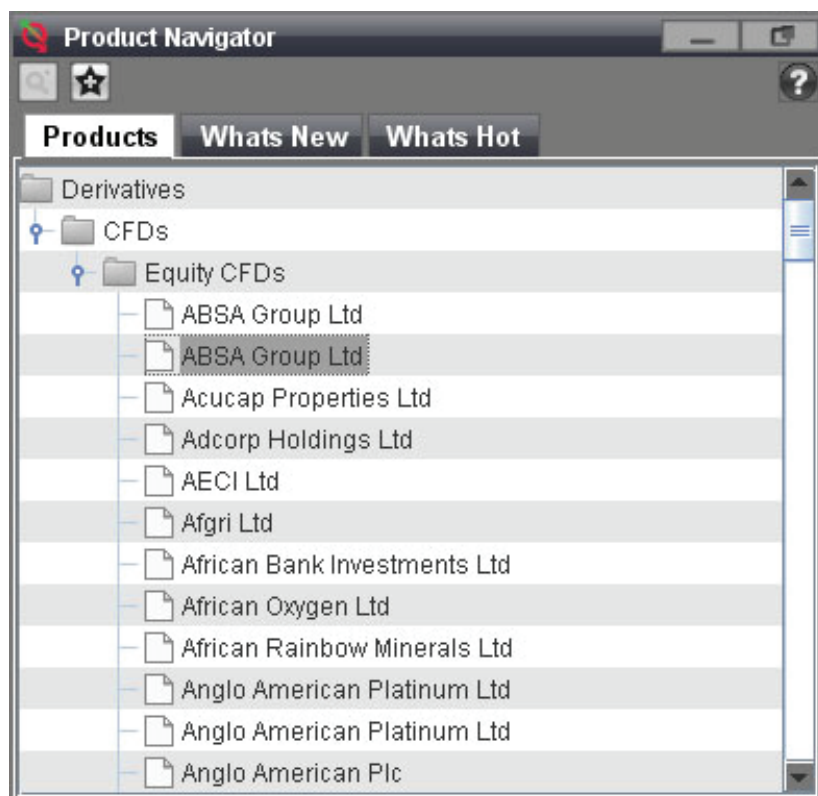 Product Navigator
?
Products Whats New Whats Hot
Derivatives
CFDs
Equity CFDs
ABSA Group Ltd
ABSA Group Ltd
Acucap Properties Ltd
Adcorp Holdings Ltd
AECI Ltd
Afgri Ltd
African Bank Investments Ltd
African Oxygen Ltd
African Rainbow Minerals Ltd
Anglo American Platinum Ltd
Anglo American Platinum Ltd
Anglo American Plc